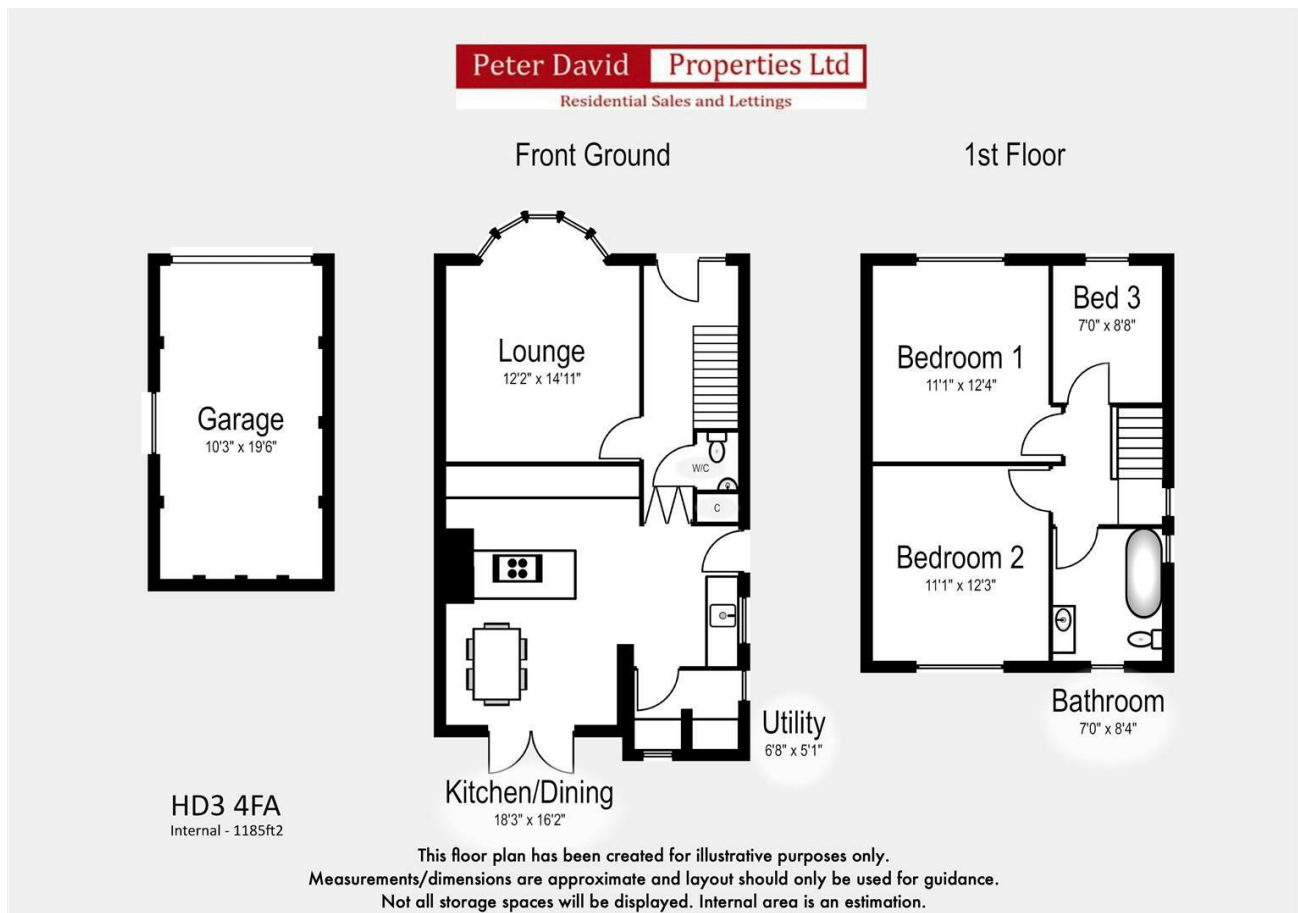 Peter David Properties Ltd
Residential Sales and Lettings
Front Ground
1st Floor
Garage
10'3" x 19'6"
Lounge
12'2" x 14'11"
W/C
C
Bedroom 1
11'1" x 12'4"
Bed 3
7'0" x 8'8"
Bedroom 2
11'1" x 12'3"
Bathroom
7'0" x 8'4"
Utility
6'8" x 5'1"
Kitchen/Dining
18'3" x 16'2"
HD3 4FA
Internal - 1185ft2
This floor plan has been created for illustrative purposes only.
Measurements/dimensions are approximate and layout should only be used for guidance.
Not all storage spaces will be displayed. Internal area is an estimation.